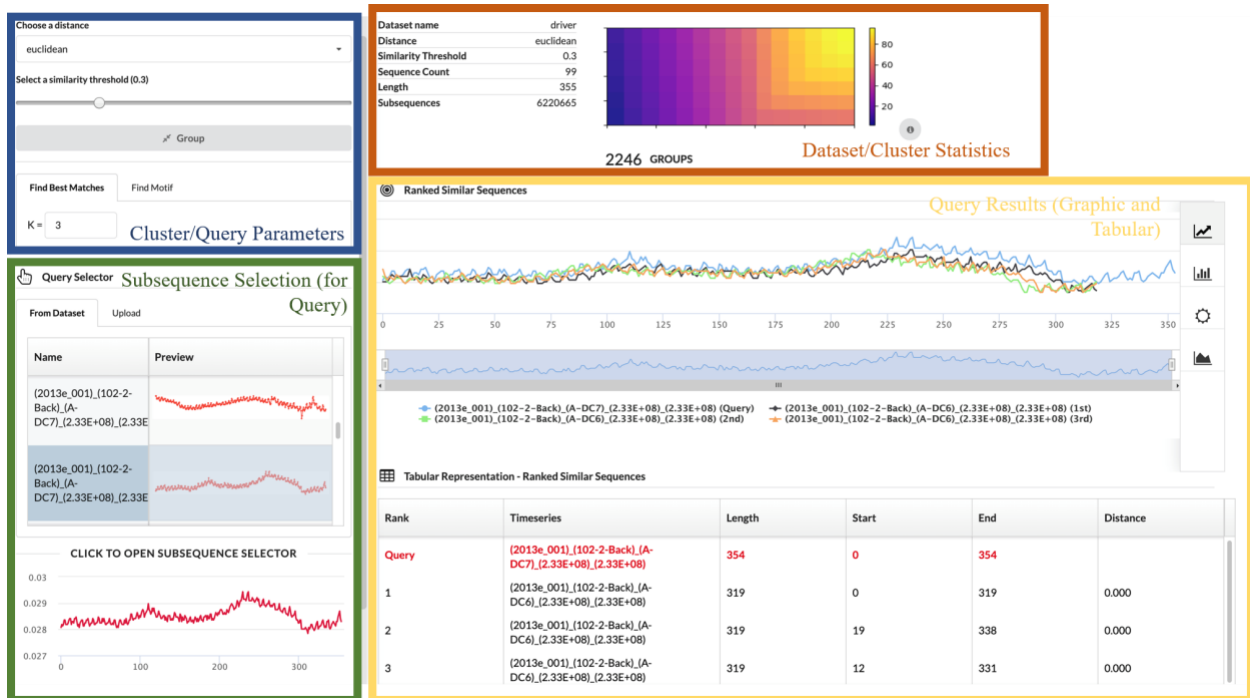 Choose a distance
euclidean
Select a similarity threshold (0.3)
Group
Find Best Matches Find Motif
K = 3
Cluster/Query Parameters
Query Selector
Subsequence Selection (for
Query)
From Dataset Upload
Name Preview
(2013e_001)_(102-2-
Back)_(A-
DC7)_(2.33E+08)_(2.33E
(2013e_001)_(102-2-
Back)_(A-
DC7)_(2.33E+08)_(2.33E
CLICK TO OPEN SUBSEQUENCE SELECTOR
0.03
0.029
0.028
0.027
0 100 200 300
Dataset name driver
Distance euclidean
Similarity Threshold 0.3
Sequence Count 99
Length 355
Subsequences 6220665
80
60
40
20
2246 GROUPS
Dataset/Cluster Statistics
Ranked Similar Sequences
Query Results (Graphic and
Tabular)
0 25 50 75 100 125 150 175 200 225 250 275 300 325 350
(2013e_001)_(102-2-Back)_(A-DC7)_(2.33E+08)_(2.33E+08) (Query) (2013e_001)_(102-2-Back)_(A-DC6)_(2.33E+08)_(2.33E+08) (1st)
(2013e_001)_(102-2-Back)_(A-DC6)_(2.33E+08)_(2.33E+08) (2nd) (2013e_001)_(102-2-Back)_(A-DC6)_(2.33E+08)_(2.33E+08) (3rd)
Tabular Representation - Ranked Similar Sequences
Rank Timeseries Length Start End Distance
Query (2013e_001)_(102-2-Back)_(A- 354 0 354
DC7)_(2.33E+08)_(2.33E+08)
1 (2013e_001)_(102-2-Back)_(A- 319 0 319 0.000
DC6)_(2.33E+08)_(2.33E+08)
2 (2013e_001)_(102-2-Back)_(A- 319 19 338 0.000
DC6)_(2.33E+08)_(2.33E+08)
3 (2013e_001)_(102-2-Back)_(A- 319 12 331 0.000
DC6)_(2.33E+08)_(2.33E+08)